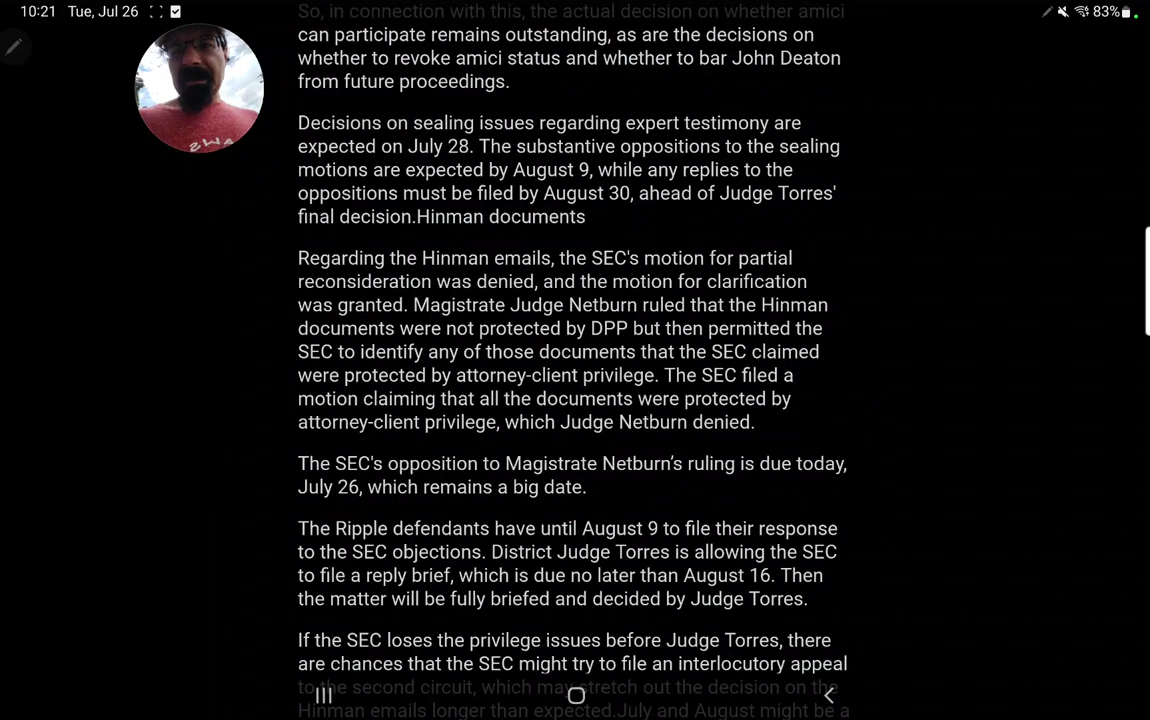 10:21 Tue, Jul 26
83%
So, in connection with this, the actual decision on whether amici
can participate remains outstanding, as are the decisions on
whether to revoke amici status and whether to bar John Deaton
from future proceedings.
Decisions on sealing issues regarding expert testimony are
expected on July 28. The substantive oppositions to the sealing
motions are expected by August 9, while any replies to the
oppositions must be filed by August 30, ahead of Judge Torres'
final decision.Hinman documents
Regarding the Hinman emails, the SEC's motion for partial
reconsideration was denied, and the motion for clarification
was granted. Magistrate Judge Netburn ruled that the Hinman
documents were not protected by DPP but then permitted the
SEC to identify any of those documents that the SEC claimed
were protected by attorney-client privilege. The SEC filed a
motion claiming that all the documents were protected by
attorney-client privilege, which Judge Netburn denied.
The SEC's opposition to Magistrate Netburn’s ruling is due today,
July 26, which remains a big date.
The Ripple defendants have until August 9 to file their response
to the SEC objections. District Judge Torres is allowing the SEC
to file a reply brief, which is due no later than August 16. Then
the matter will be fully briefed and decided by Judge Torres.
If the SEC loses the privilege issues before Judge Torres, there
are chances that the SEC might try to file an interlocutory appeal
to the second circuit, which may stretch out the decision on the
Hinman emails longer than expected.July and August might be a